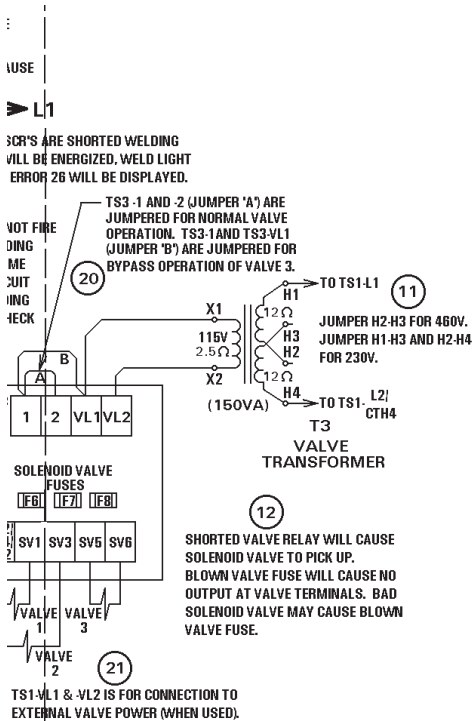 AUSE
L1
SCR'S ARE SHORTED WELDING
WILL BE ENERGIZED, WELD LIGHT
ERROR 26 WILL BE DISPLAYED.
TS3 -1 AND -2 (JUMPER 'A') ARE
JUMPERED FOR NORMAL VALVE
OPERATION. TS3-1AND TS3-VL1
(JUMPER 'B') ARE JUMPERED FOR
BYPASS OPERATION OF VALVE 3.
NOT FIRE
DING
ME
CUIT
DING
HECK
20
TO TS1-L1
11
H1
12Ω
H3
H2
12Ω
H4
JUMPER H2-H3 FOR 460V.
JUMPER H1-H3 AND H2-H4
FOR 230V.
X1
115V
2.5Ω
X2
(150VA)
TO TS1- L2/
CTH4
T3
VALVE
TRANSFORMER
B
A
1 2 VL1 VL2
SOLENOID VALVE
FUSES
F6 F7 F8
2 SV1 SV3 SV5 SV6
VALVE
1
VALVE
3
VALVE
2
12
SHORTED VALVE RELAY WILL CAUSE
SOLENOID VALVE TO PICK UP.
BLOWN VALVE FUSE WILL CAUSE NO
OUTPUT AT VALVE TERMINALS. BAD
SOLENOID VALVE MAY CAUSE BLOWN
VALVE FUSE.
21
TS1-VL1 & -VL2 IS FOR CONNECTION TO
EXTERNAL VALVE POWER (WHEN USED).